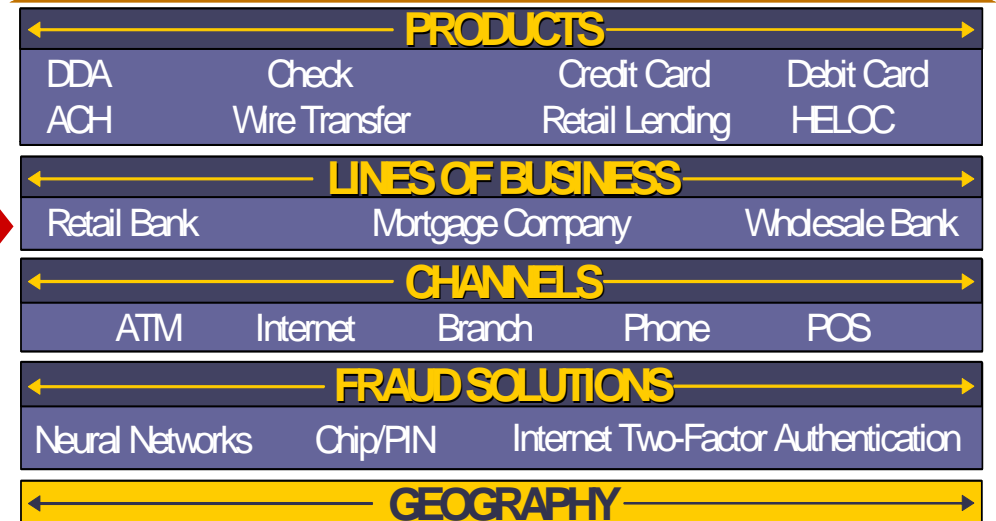 PRODUCTS
DDA Check Credit Card Debit Card
ACH Wire Transfer Retail Lending HELOC
LINES OF BUSINESS
Retail Bank Mortgage Company Wholesale Bank
CHANNELS
ATM Internet Branch Phone POS
FRAUD SOLUTIONS
Neural Networks Chip/PIN Internet Two-Factor Authentication
GEOGRAPHY